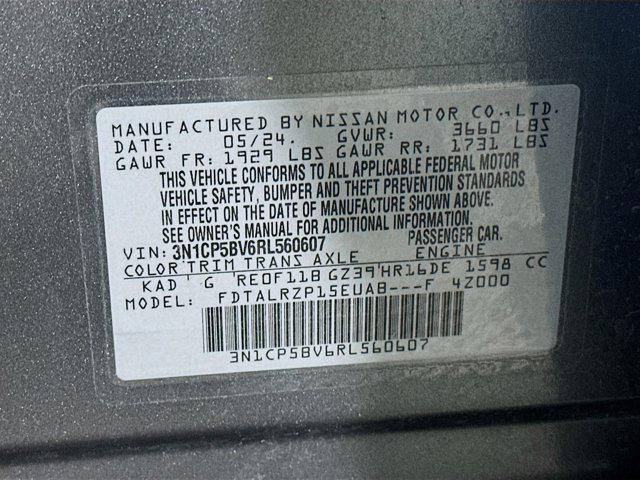 MANUFACTURED BY NISSAN MOTOR CO., LTD.
DATE: 05/24. GVWR: 3660 LBS
GAWR FR: 1929 LBS GAWR RR: 1731 LBS
THIS VEHICLE CONFORMS TO ALL APPLICABLE FEDERAL MOTOR
VEHICLE SAFETY, BUMPER AND THEFT PREVENTION STANDARDS
IN EFFECT ON THE DATE OF MANUFACTURE SHOWN ABOVE.
SEE OWNER'S MANUAL FOR ADDITIONAL INFORMATION.
VIN: 3N1CP5BV6RL560607 PASSENGER CAR.
COLOR TRIM TRANS AXLE ENGINE
KAD G RE0F11B GZ39 HR16DE 1598 CC
MODEL: FDTALRZP15EUAB---F 4Z000
3N1CP5BV6RL560607